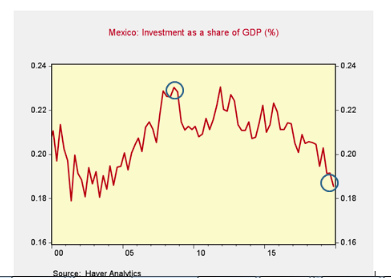 Mexico: Investment as a share of GDP (%)
0.24 0.24
0.22 0.22
0.20 0.20
0.18 0.18
0.16 0.16
00 05 10 15
Source: Haver Analytics